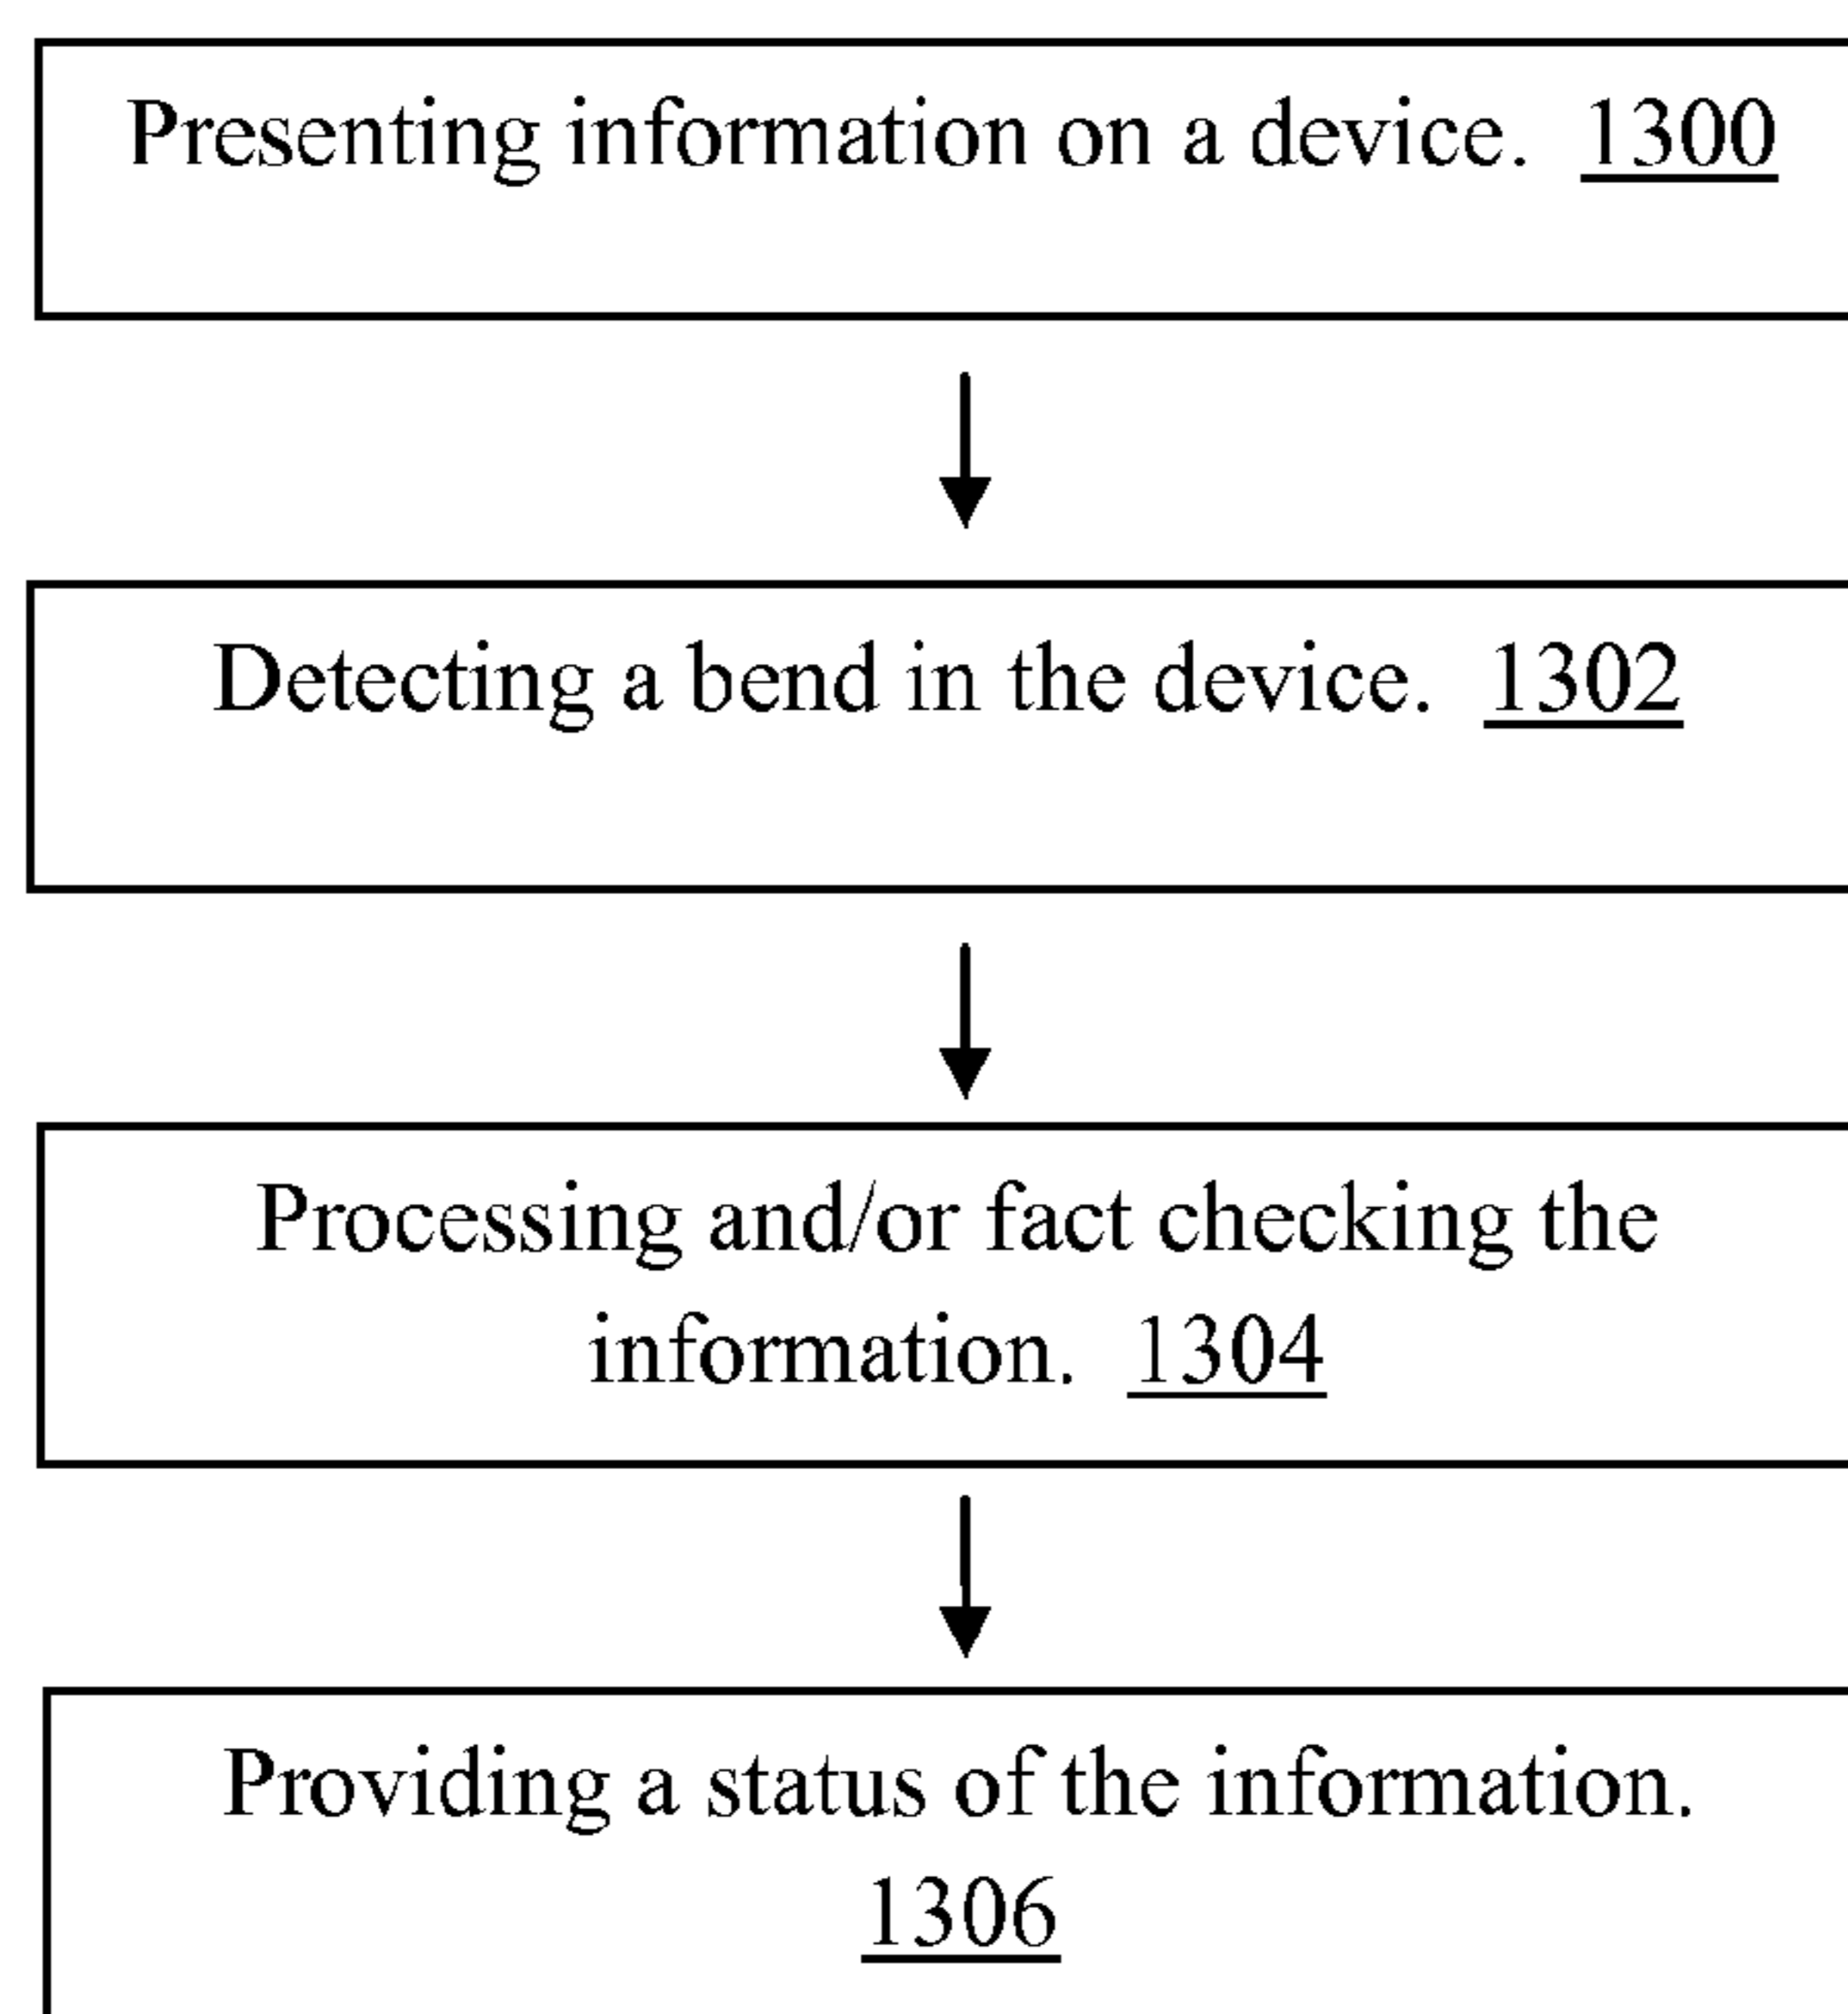 Presenting information on a device. 1300
Detecting a bend in the device. 1302
Processing and/or fact checking the
information. 1304
Providing a status of the information.
1306